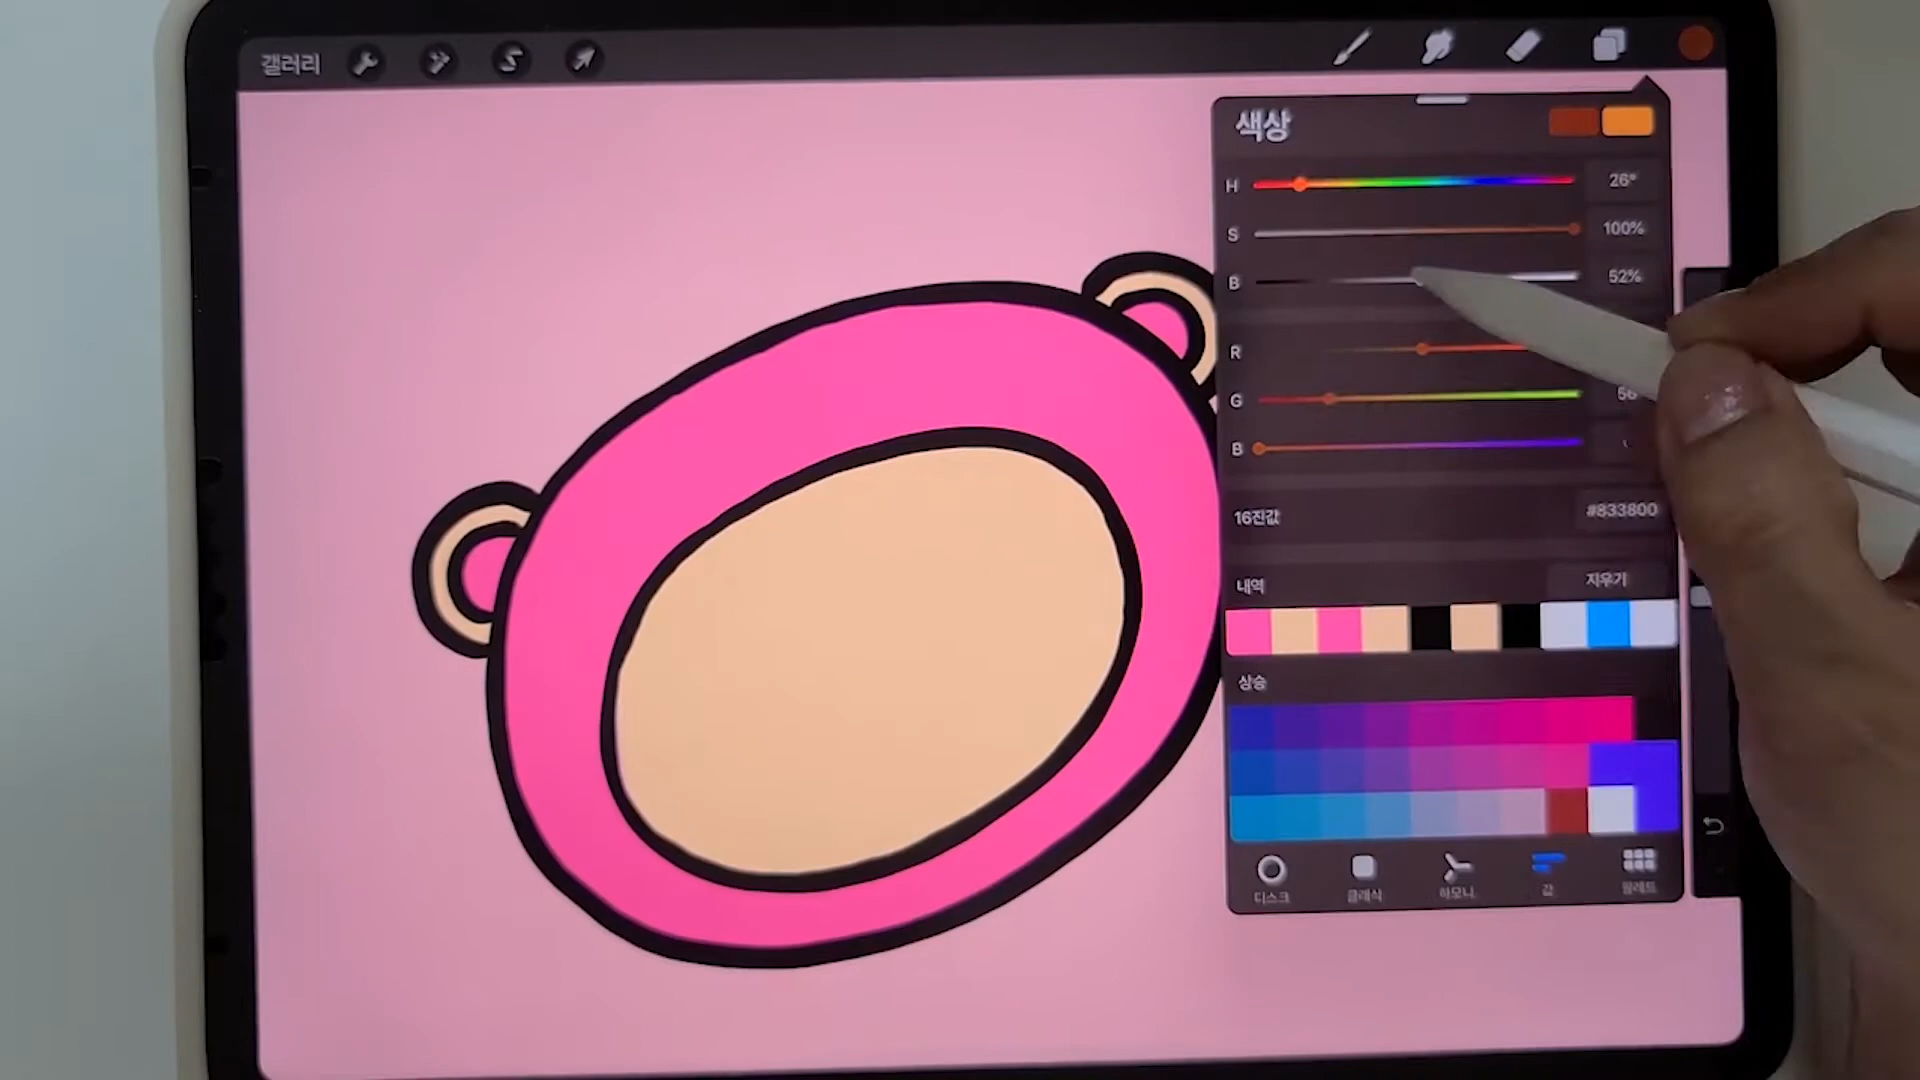 갤러리
색상
H 26°
S 100%
B 52%
R
G 56
B
16진값 #833800
내역 지우기
상승
디스크 클래식 하모니 값 팔레트